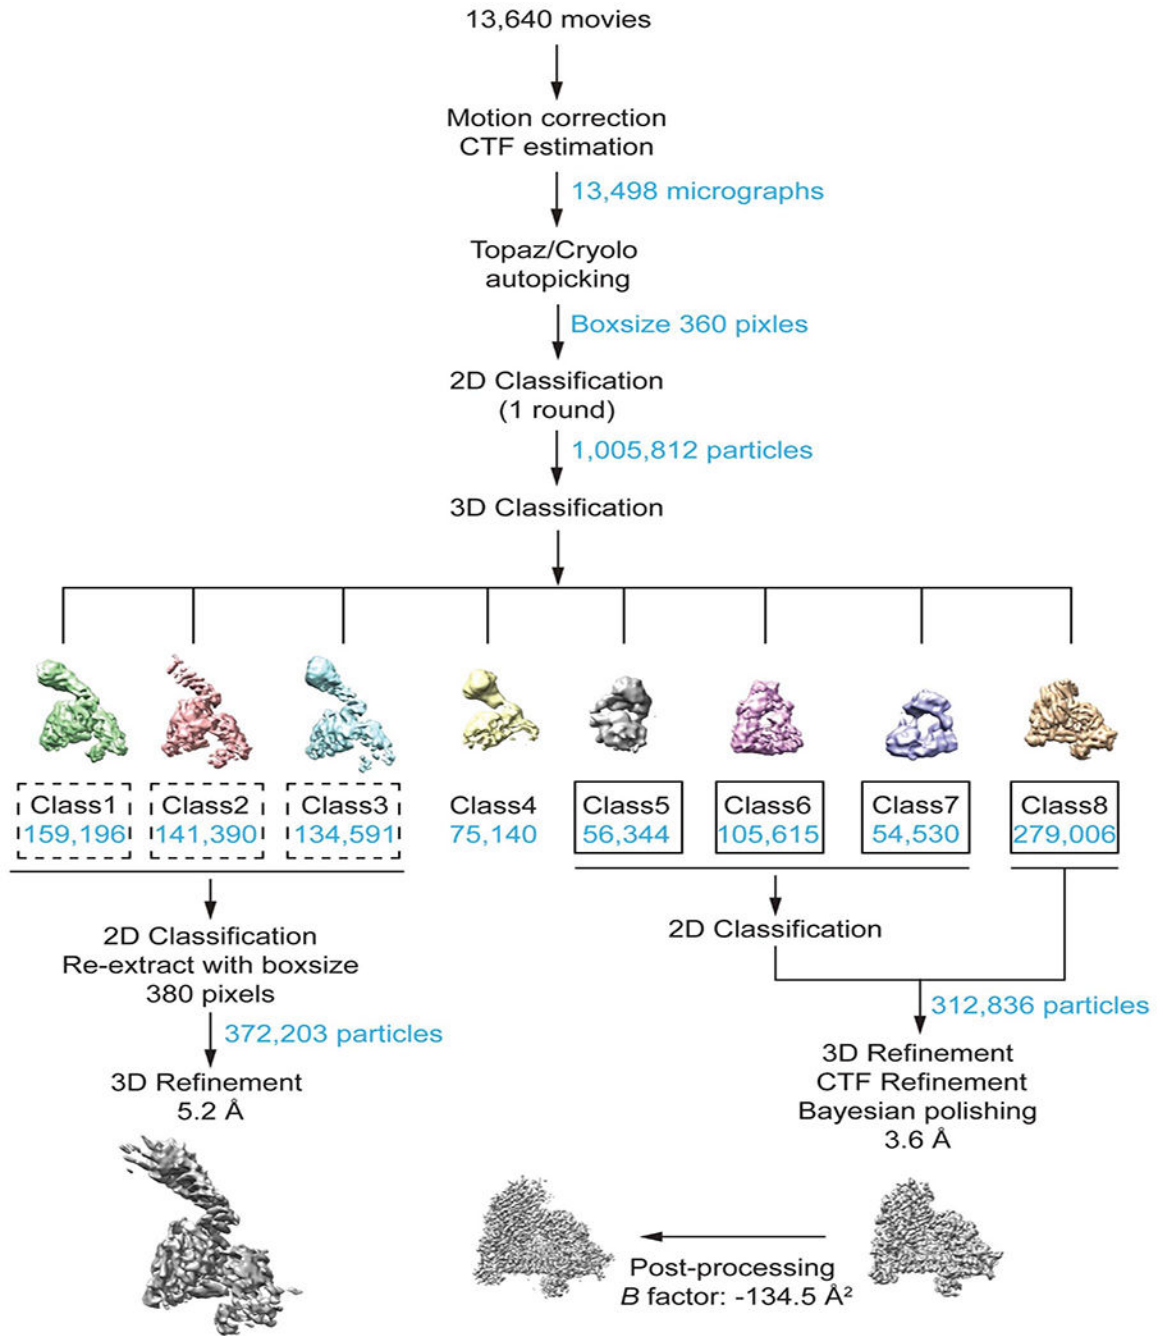 13,640 movies
Motion correction
CTF estimation
13,498 micrographs
Topaz/Cryolo
autopicking
Boxsize 360 pixles
2D Classification
(1 round)
1,005,812 particles
3D Classification
Class1 Class2 Class3 Class4 Class5 Class6 Class7 Class8
159,196 141,390 134,591 75,140 56,344 105,615 54,530 279,006
2D Classification
Re-extract with boxsize
380 pixels
372,203 particles
3D Refinement
5.2 Å
2D Classification
312,836 particles
3D Refinement
CTF Refinement
Bayesian polishing
3.6 Å
Post-processing
B factor: -134.5 Å²